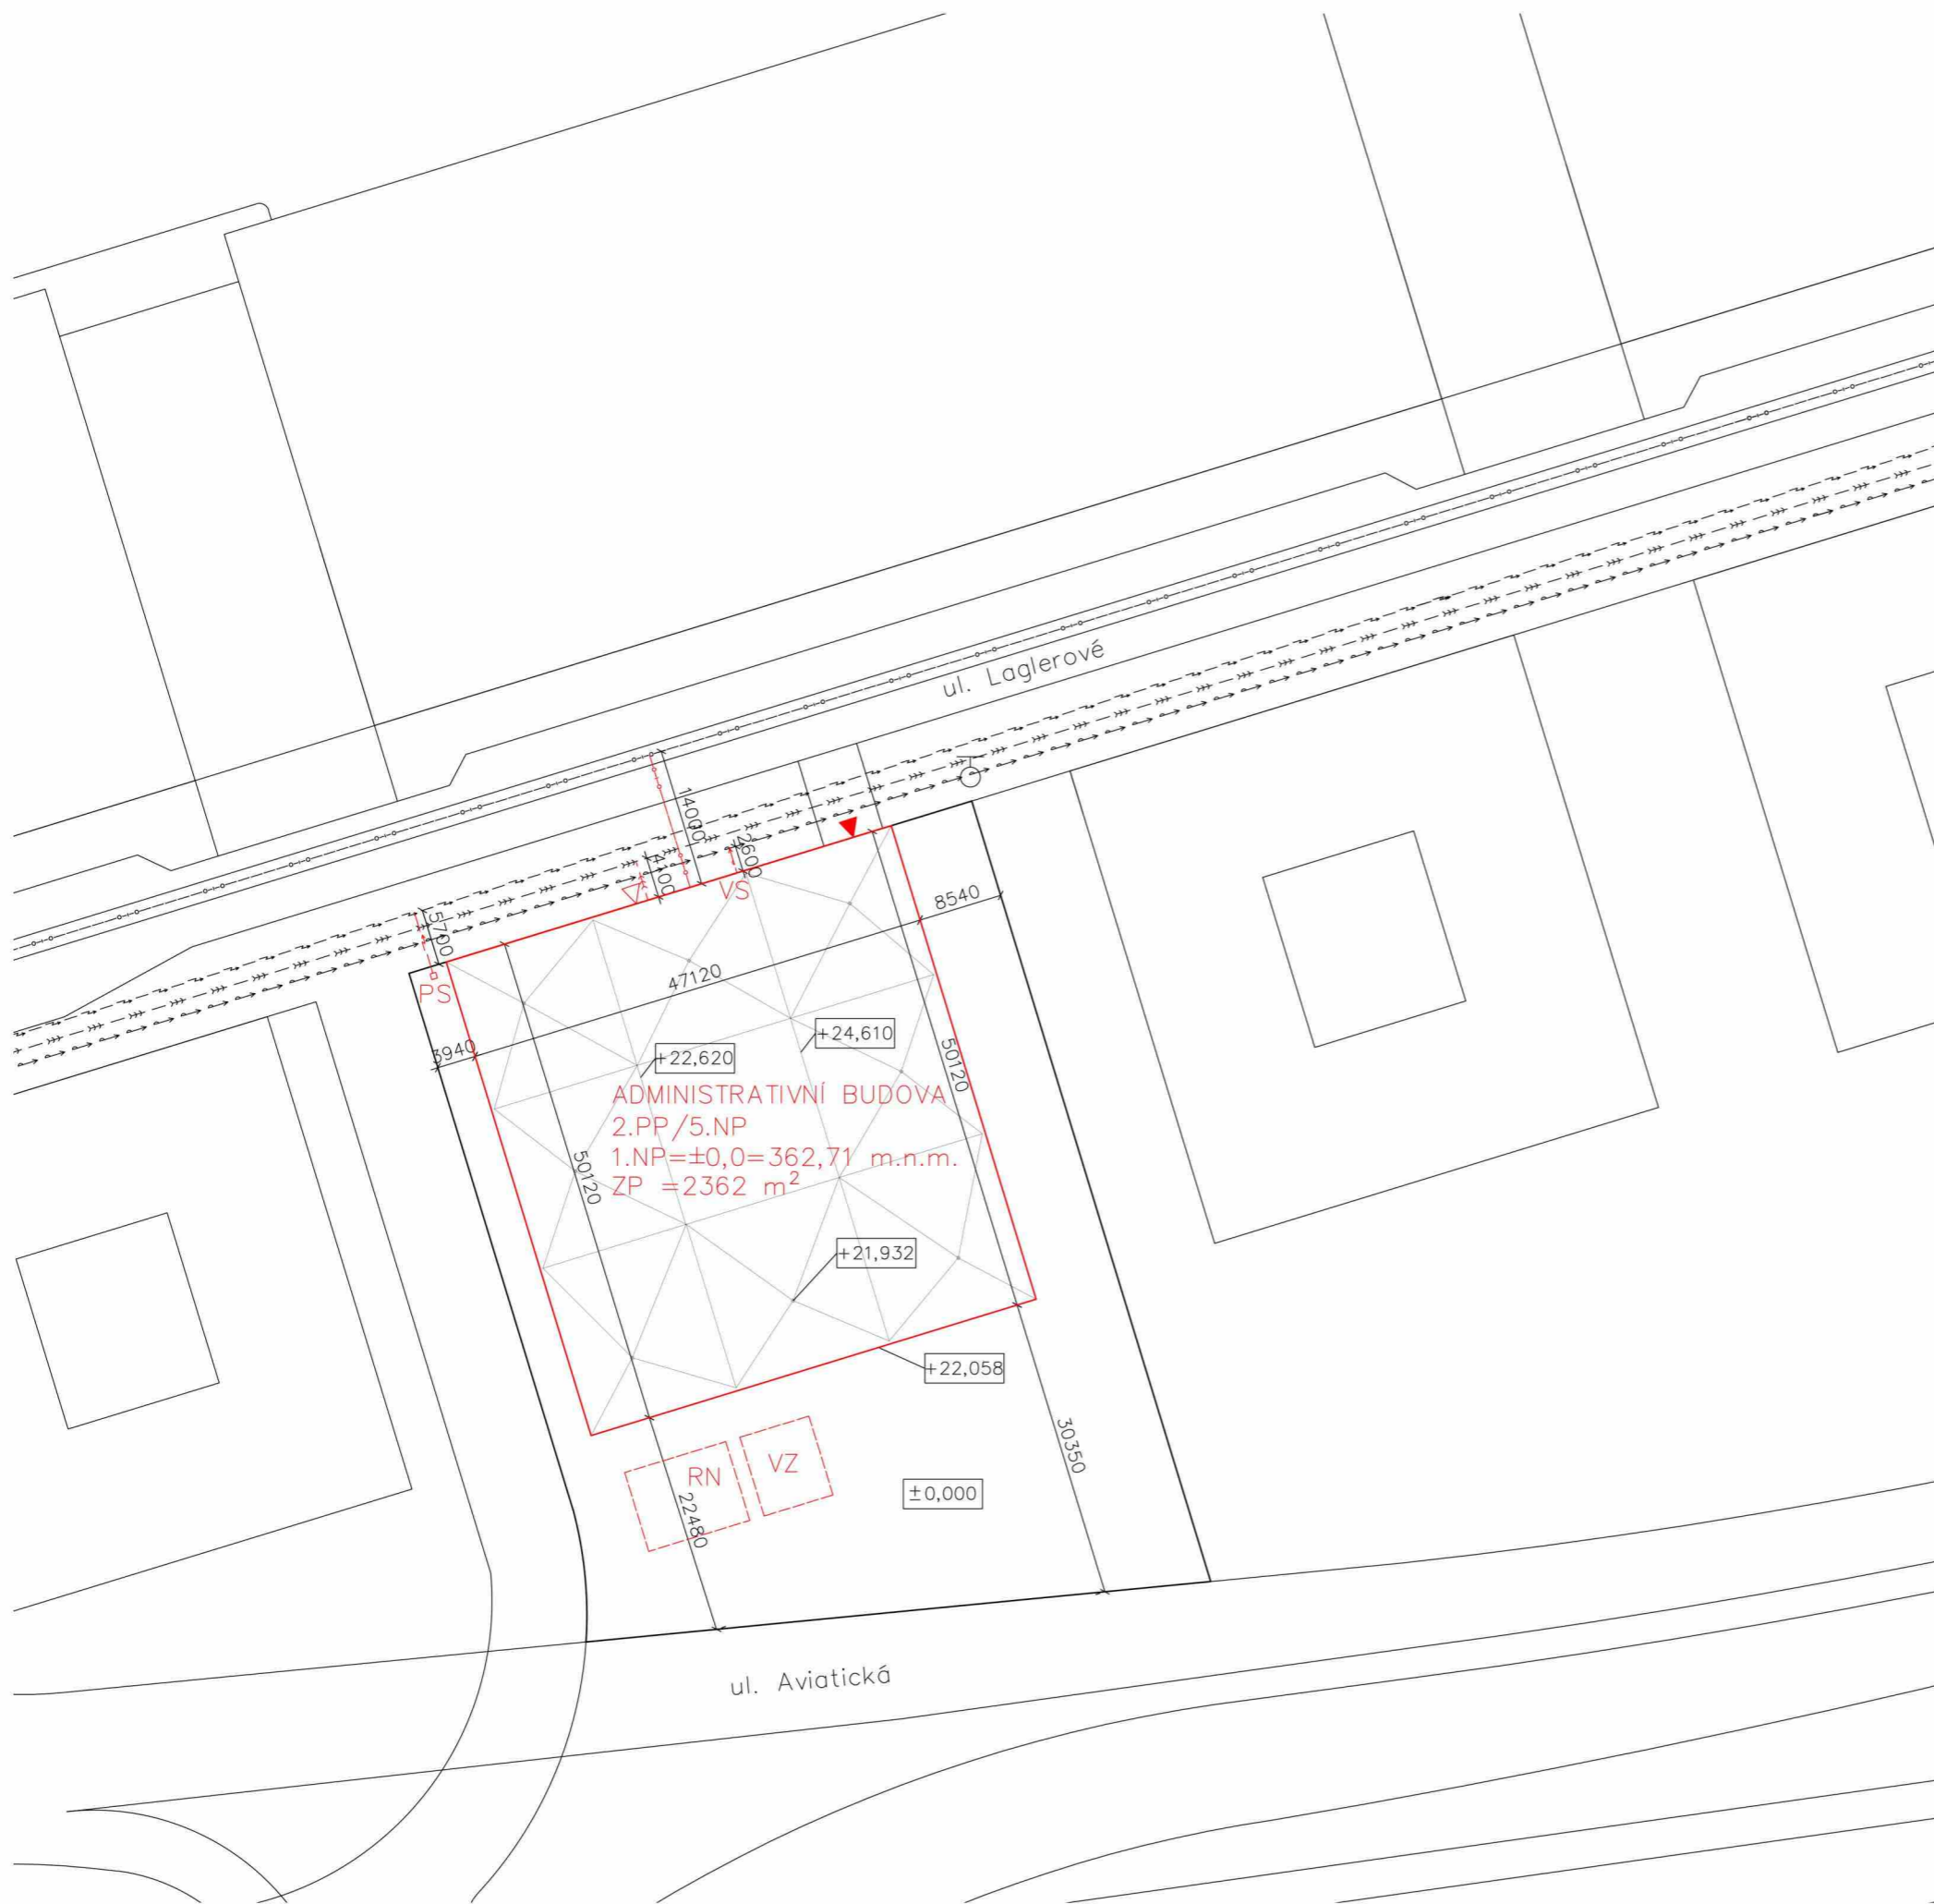 ul. Laglerové
14000
2600
4400
VS
5700
PS
8540
47120
3940
+24,610
+22,620
50120
ADMINISTRATIVNÍ BUDOVA
2.PP/5.NP
1.NP=±0,0=362,71 m.n.m.
ZP =2362 m²
50120
+21,932
+22,058
30350
RN
VZ
22480
±0,000
ul. Aviatická